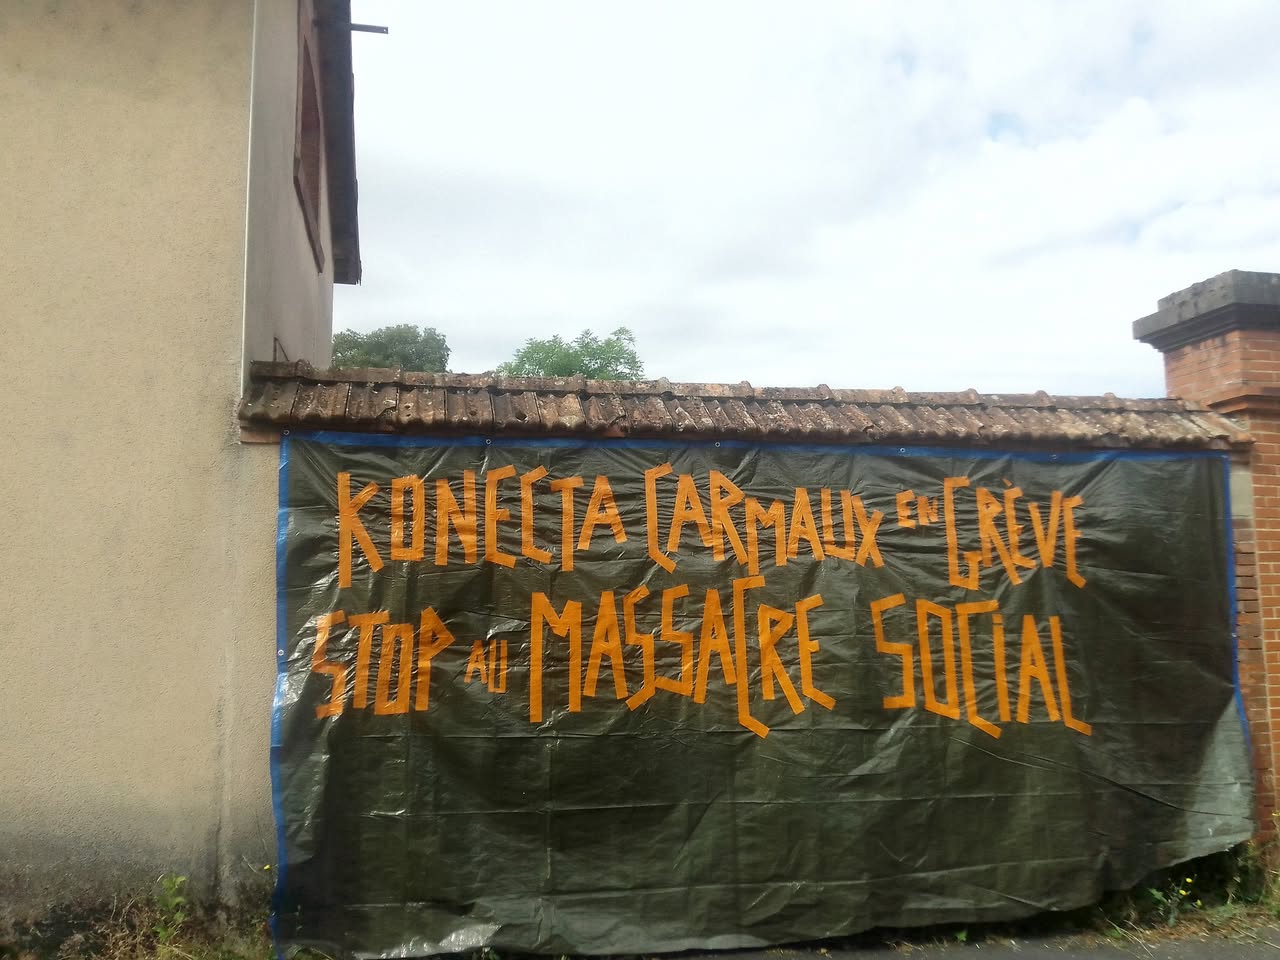 KONECTA CARMAUX EN GRÈVE
STOP AU MASSACRE SOCIAL